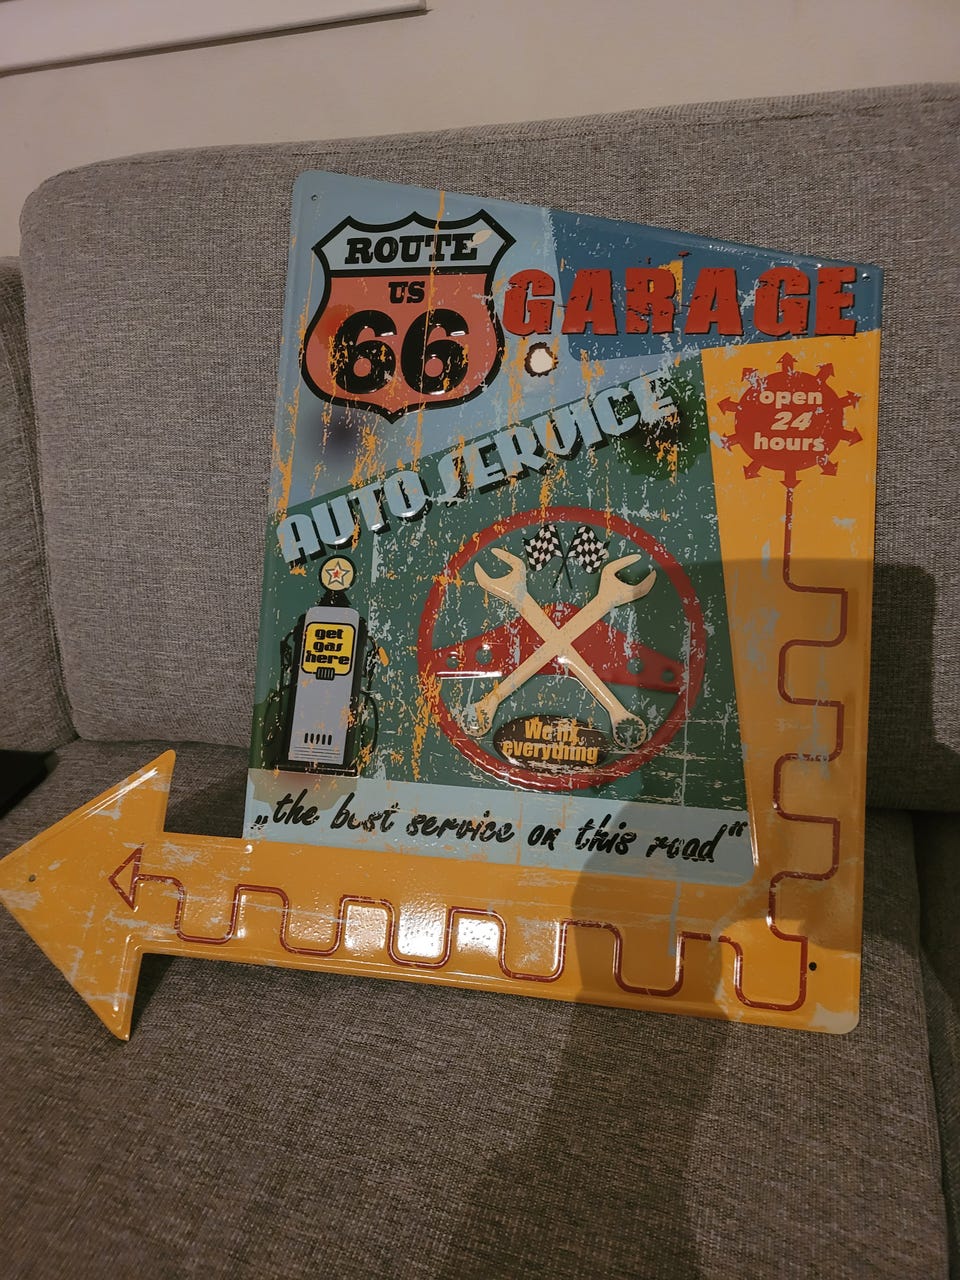 ROUTE
US
66
GARAGE
open
24
hours
AUTO SERVICE
get
gas
here
We fix
everything
„the best service on this road"